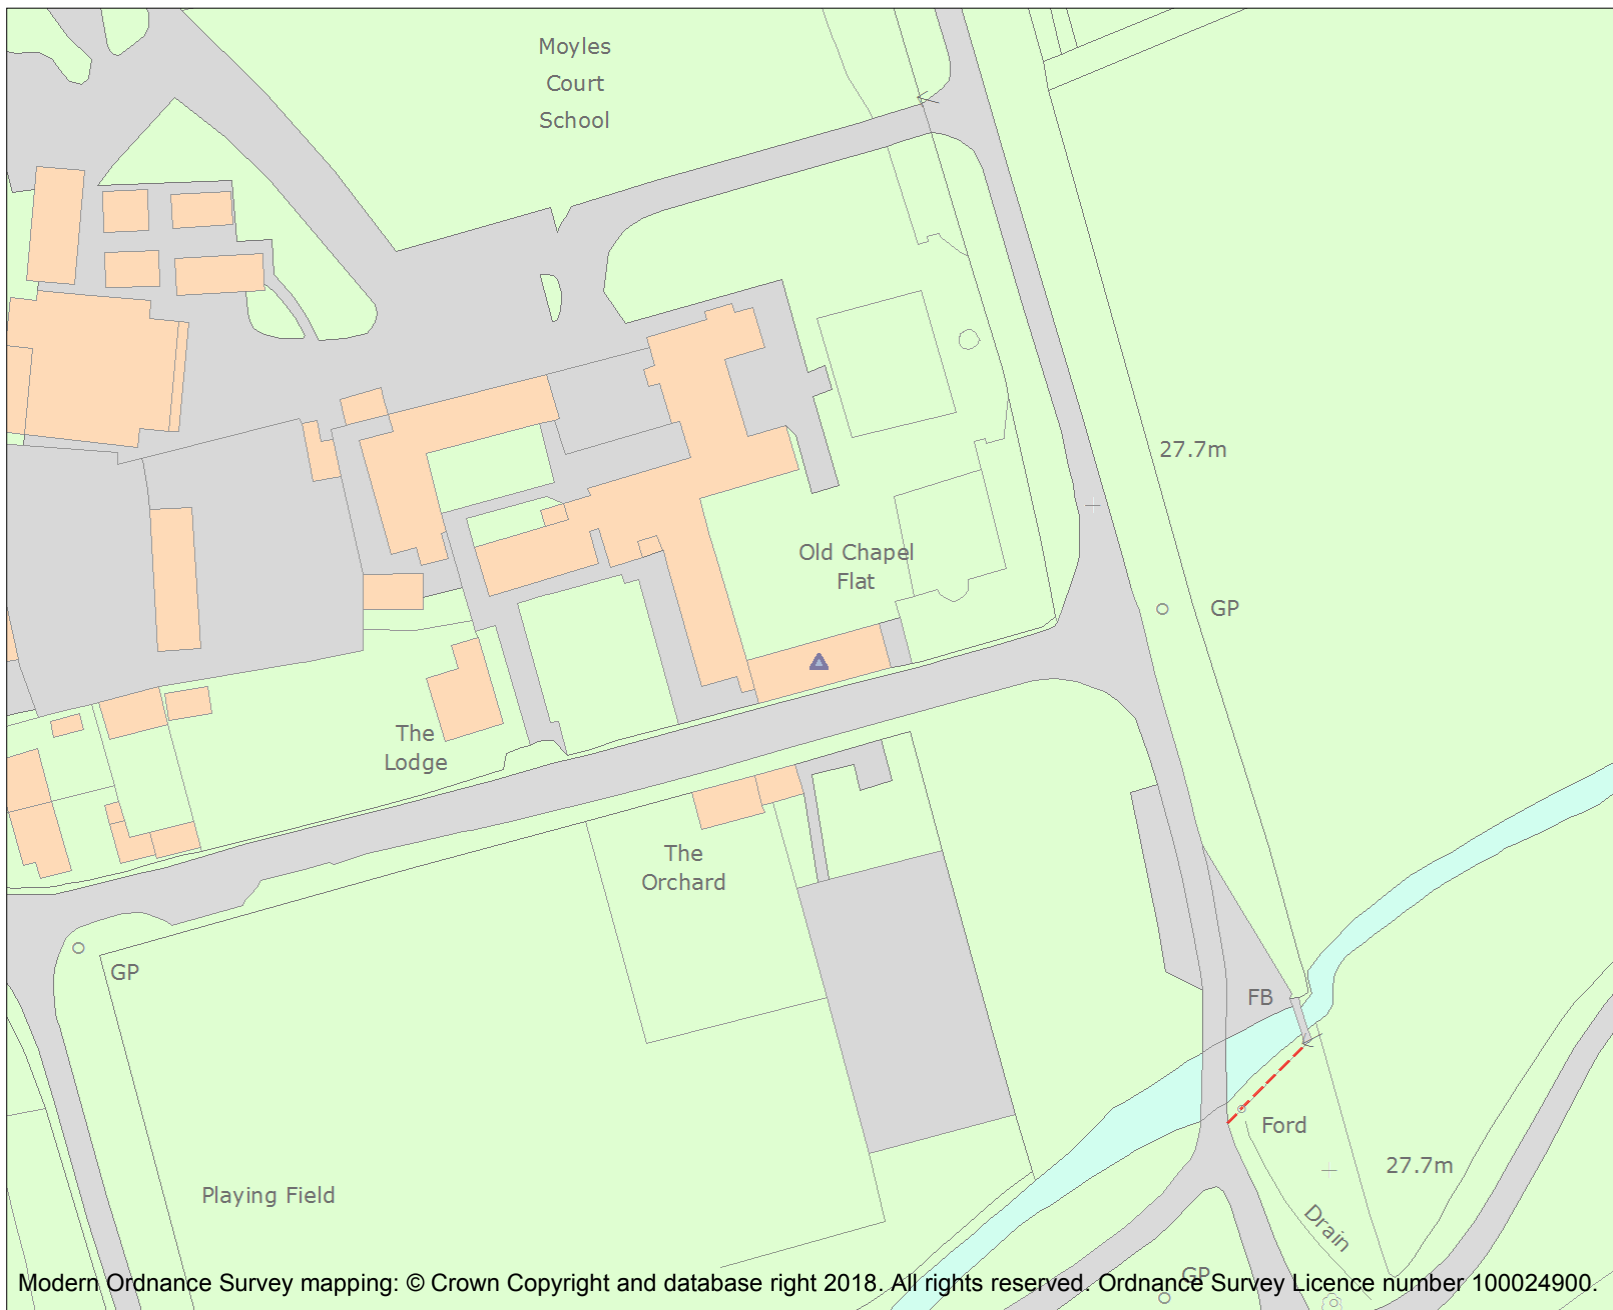 Moyles
Court
School
27.7m
Old Chapel
Flat
GP
The
Lodge
The
Orchard
GP
FB
Ford
27.7m
Playing Field
Drain
GP
Modern Ordnance Survey mapping: © Crown Copyright and database right 2018. All rights reserved. Ordnance Survey Licence number 100024900.